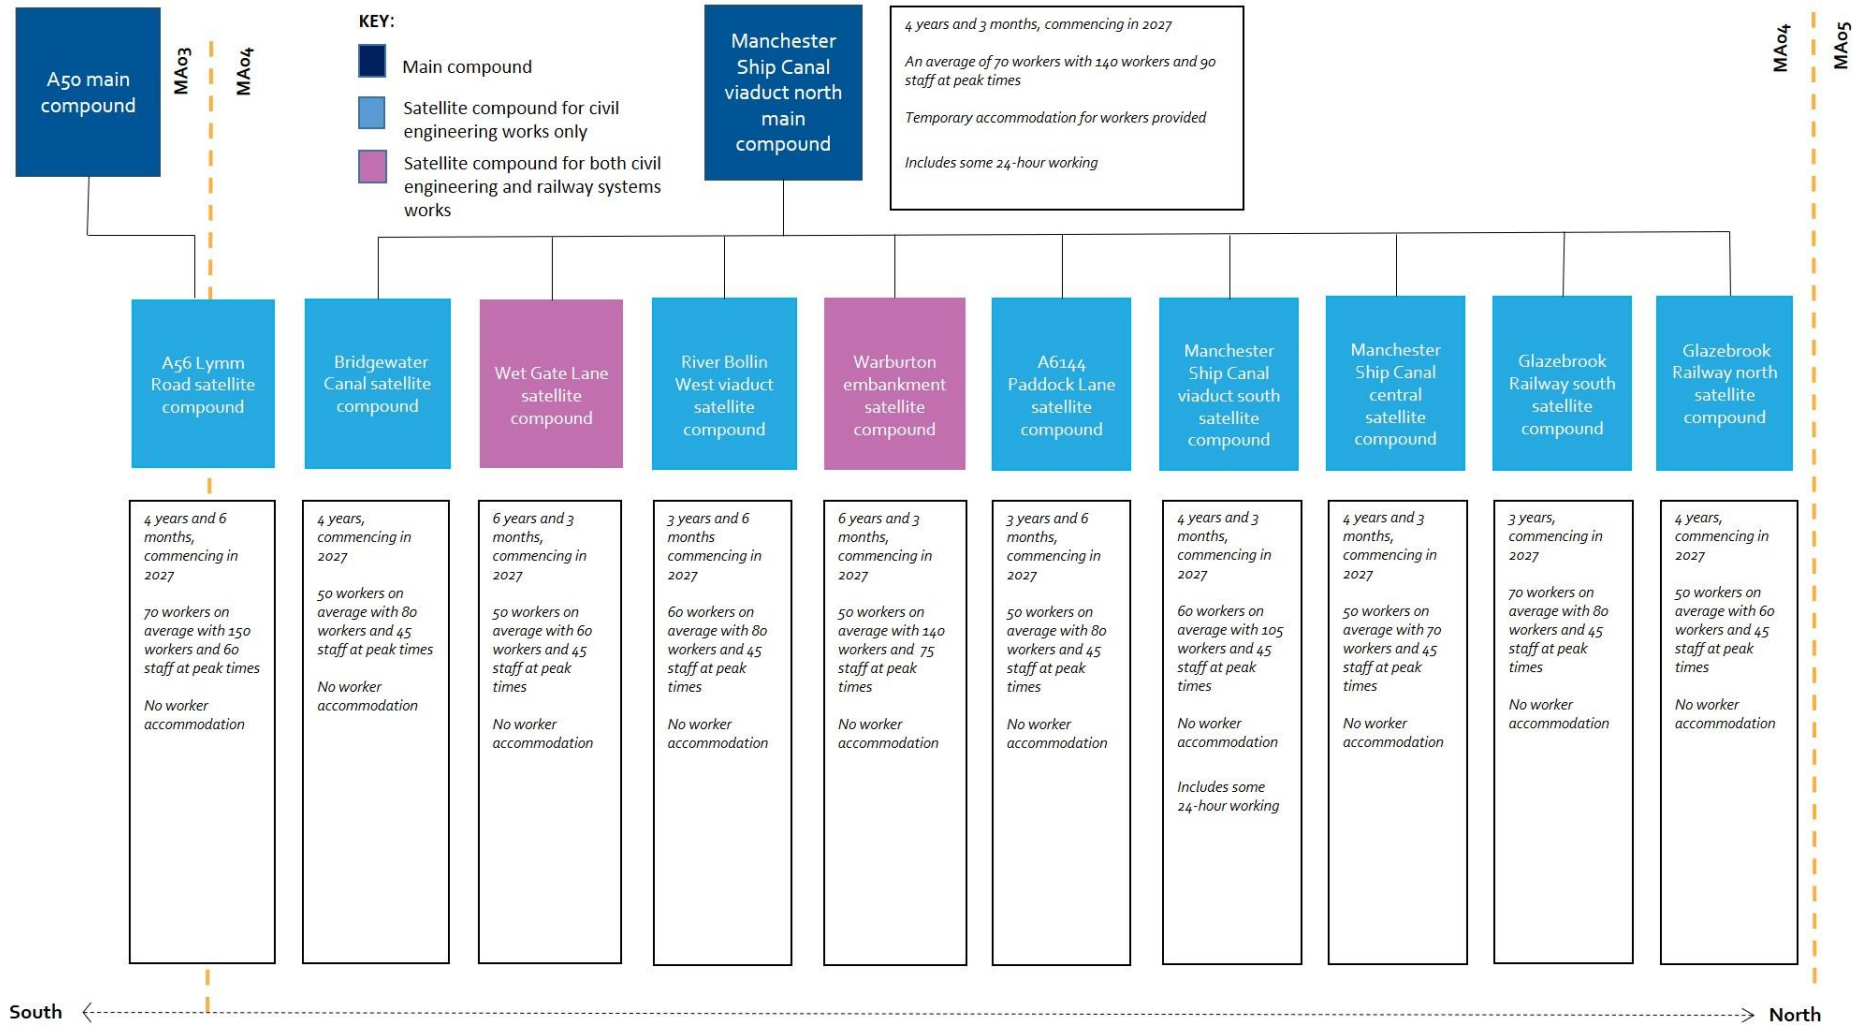 A50 main
compound
MA03
MA04
KEY:
Main compound
Satellite compound for civil
engineering works only
Satellite compound for both civil
engineering and railway systems
works
Manchester
Ship Canal
viaduct north
main
compound
4 years and 3 months, commencing in 2027
An average of 70 workers with 140 workers and 90
staff at peak times
Temporary accommodation for workers provided
Includes some 24-hour working
MA04
MA05
A56 Lymm
Road satellite
compound
Bridgewater
Canal satellite
compound
Wet Gate Lane
satellite
compound
River Bollin
West viaduct
satellite
compound
Warburton
embankment
satellite
compound
A6144
Paddock Lane
satellite
compound
Manchester
Ship Canal
viaduct south
satellite
compound
Manchester
Ship Canal
central
satellite
compound
Glazebrook
Railway south
satellite
compound
Glazebrook
Railway north
satellite
compound
4 years and 6
months,
commencing in
2027
70 workers on
average with 150
workers and 60
staff at peak times
No worker
accommodation
4 years,
commencing in
2027
50 workers on
average with 80
workers and 45
staff at peak times
No worker
accommodation
6 years and 3
months,
commencing in
2027
50 workers on
average with 60
workers and 45
staff at peak
times
No worker
accommodation
3 years and 6
months
commencing in
2027
60 workers on
average with 80
workers and 45
staff at peak
times
No worker
accommodation
6 years and 3
months,
commencing in
2027
50 workers on
average with 140
workers and 75
staff at peak
times
No worker
accommodation
3 years and 6
months,
commencing in
2027
50 workers on
average with 80
workers and 45
staff at peak
times
No worker
accommodation
4 years and 3
months,
commencing in
2027
60 workers on
average with 105
workers and 45
staff at peak
times
No worker
accommodation
Includes some
24-hour working
4 years and 3
months,
commencing in
2027
50 workers on
average with 70
workers and 45
staff at peak
times
No worker
accommodation
3 years,
commencing in
2027
70 workers on
average with 80
workers and 45
staff at peak
times
No worker
accommodation
4 years,
commencing in
2027
50 workers on
average with 60
workers and 45
staff at peak
times
No worker
accommodation
South
North